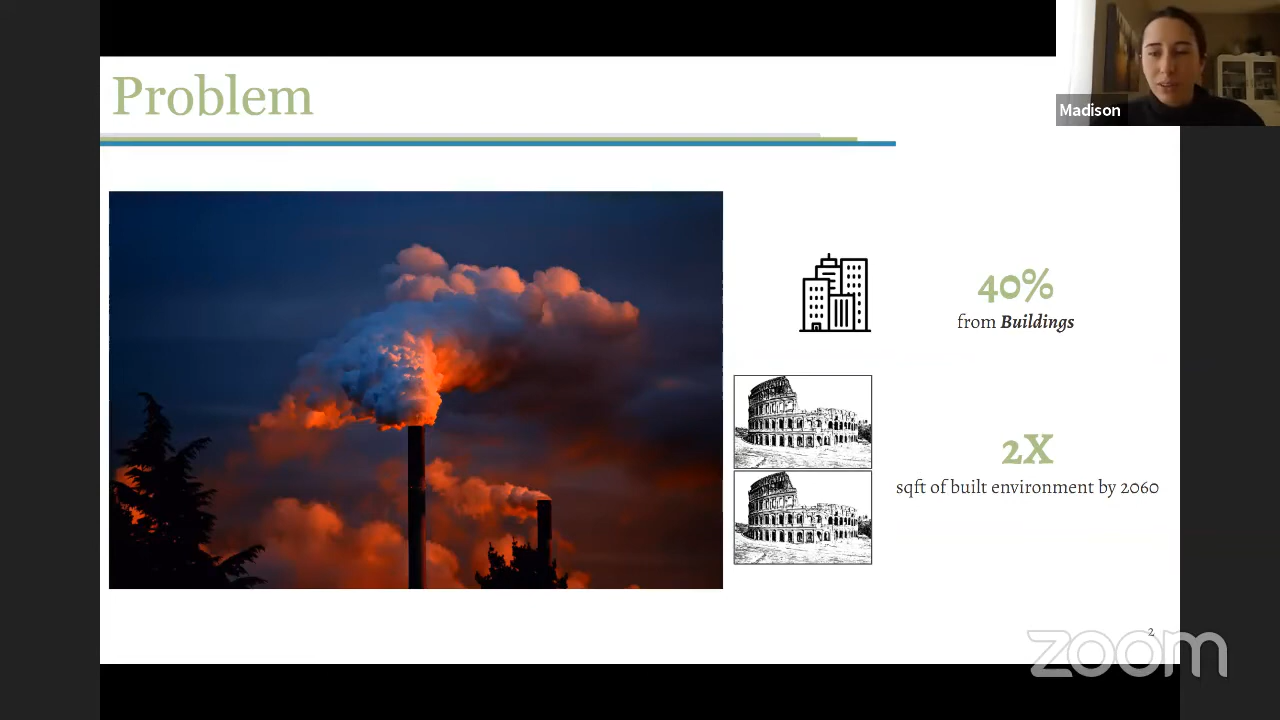 Problem
Madison
40%
from Buildings
2X
sqft of built environment by 2060
2
zoom